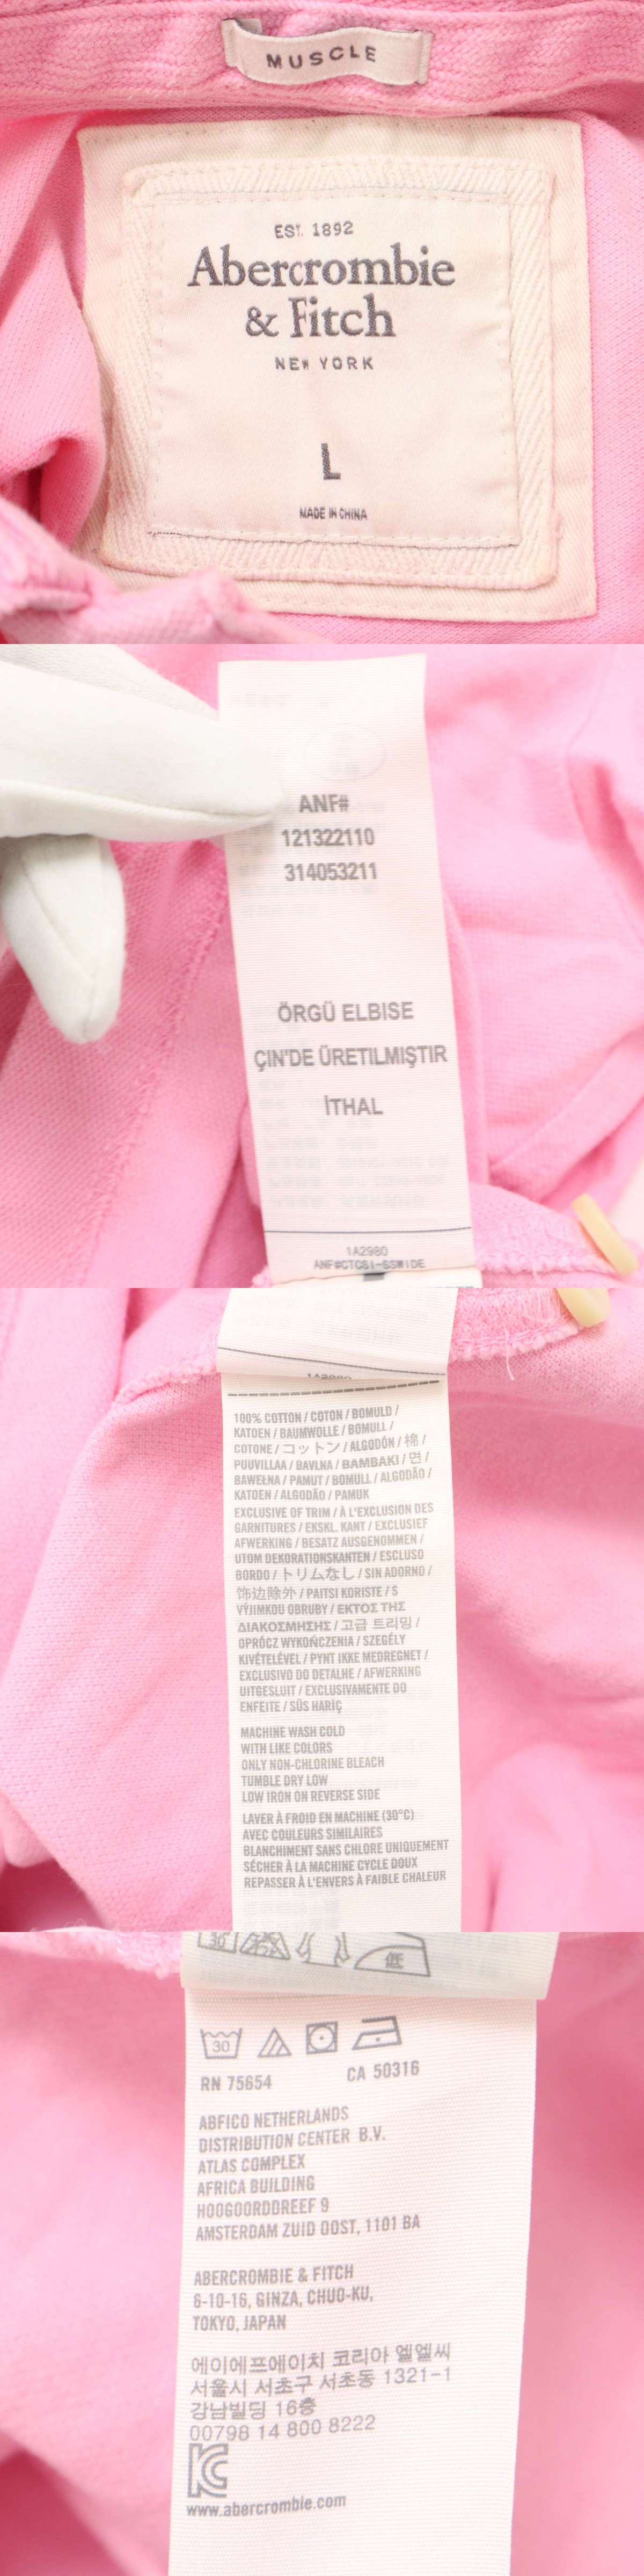 MUSCLE
EST. 1892
Abercrombie
& Fitch
NEW YORK
L
MADE IN CHINA
ANF#
121322110
314053211
ÖRGÜ ELBISE
ÇIN'DE ÜRETILMIŞTIR
İTHAL
1A2980
ANF#CTCS1-SSWIDE
1A2980
100% COTTON / COTON / BOMULD /
KATOEN / BAUMWOLLE / BOMULL /
COTONE / コットン / ALGODÓN / 棉 /
PUUVILLAA / BAVLNA / ΒΑΜΒΑΚΙ / 면 /
BAWEŁNA / PAMUT / BOMULL / ALGODÃO /
KATOEN / ALGODÃO / PAMUK
EXCLUSIVE OF TRIM / À L'EXCLUSION DES
GARNITURES / EKSKL. KANT / EXCLUSIEF
AFWERKING / BESATZ AUSGENOMMEN /
UTOM DEKORATIONSKANTEN / ESCLUSO
BORDO / トリムなし / SIN ADORNO /
饰边除外 / PAITSI KORISTE / S
VÝJIMKOU OBRUBY / ΕΚΤΟΣ ΤΗΣ
ΔΙΑΚΟΣΜΗΣΗΣ / 고급 트리밍 /
OPRÓCZ WYKOŃCZENIA / SZEGÉLY
KIVÉTELÉVEL / PYNT IKKE MEDREGNET /
EXCLUSIVO DO DETALHE / AFWERKING
UITGESLUIT / EXCLUSIVAMENTE DO
ENFEITE / SÜS HARIÇ
MACHINE WASH COLD
WITH LIKE COLORS
ONLY NON-CHLORINE BLEACH
TUMBLE DRY LOW
LOW IRON ON REVERSE SIDE
LAVER À FROID EN MACHINE (30°C)
AVEC COULEURS SIMILAIRES
BLANCHIMENT SANS CHLORE UNIQUEMENT
SÉCHER À LA MACHINE CYCLE DOUX
REPASSER À L'ENVERS À FAIBLE CHALEUR
30 低
30
RN 75654 CA 50316
ABFICO NETHERLANDS
DISTRIBUTION CENTER B.V.
ATLAS COMPLEX
AFRICA BUILDING
HOOGOORDDREEF 9
AMSTERDAM ZUID OOST, 1101 BA
ABERCROMBIE & FITCH
6-10-16, GINZA, CHUO-KU,
TOKYO, JAPAN
에이에프에이치 코리아 엘엘씨
서울시 서초구 서초동 1321-1
강남빌딩 16층
00798 14 800 8222
www.abercrombie.com